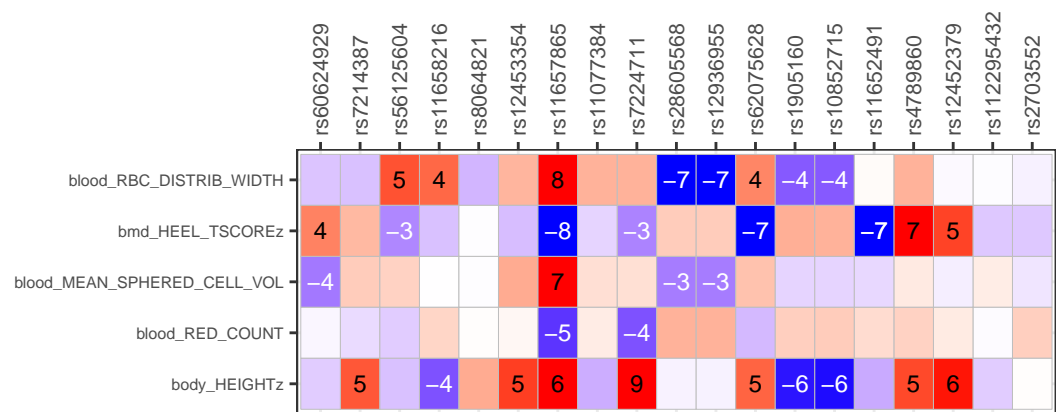 rs60624929 rs7214387 rs56125604 rs11658216 rs8064821 rs12453354 rs11657865 rs11077384 rs7224711 rs28605568 rs12936955 rs62075628 rs1905160 rs10852715 rs11652491 rs4789860 rs12452379 rs112295432 rs2703552
blood_RBC_DISTRIB_WIDTH 5 4 8 −7 −7 4 −4 −4
bmd_HEEL_TSCOREz 4 −3 −8 −3 −7 −7 7 5
blood_MEAN_SPHERED_CELL_VOL −4 7 −3 −3
blood_RED_COUNT −5 −4
body_HEIGHTz 5 −4 5 6 9 5 −6 −6 5 6